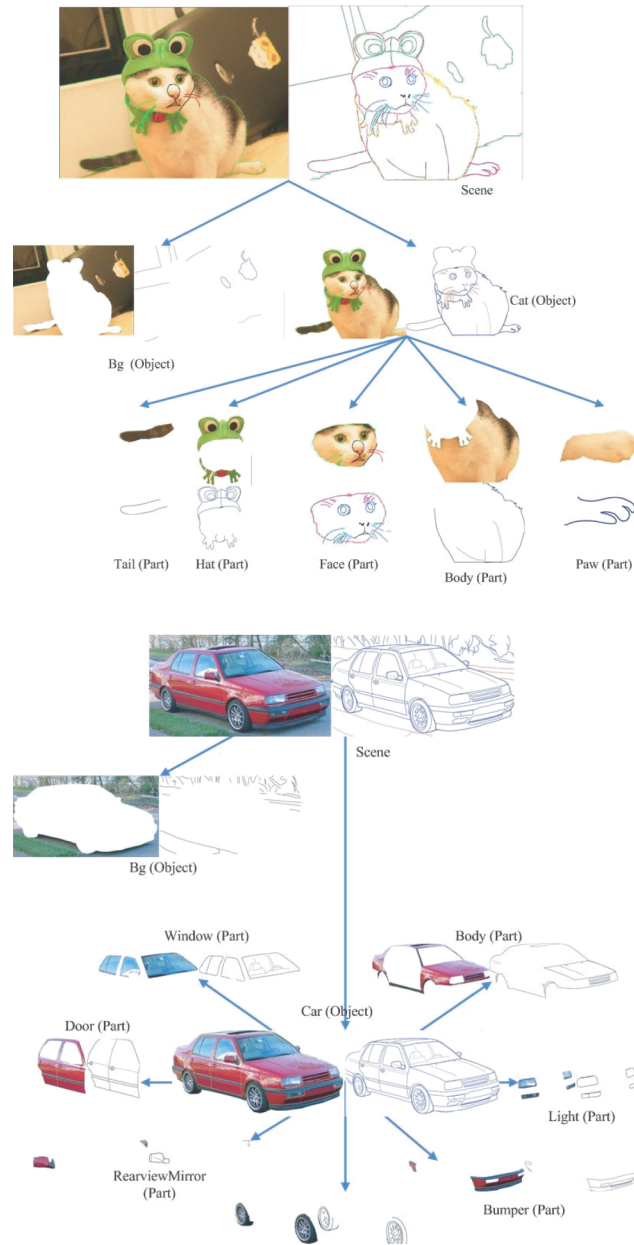 Scene
Cat (Object)
Bg (Object)
Tail (Part)
Hat (Part)
Face (Part)
Body (Part)
Paw (Part)
Scene
Bg (Object)
Window (Part)
Body (Part)
Car (Object)
Door (Part)
Light (Part)
RearviewMirror
(Part)
Bumper (Part)